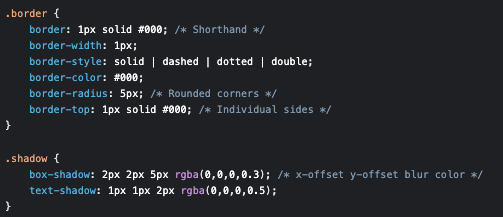 .border {
    border: 1px solid #000; /* Shorthand */
    border-width: 1px;
    border-style: solid | dashed | dotted | double;
    border-color: #000;
    border-radius: 5px; /* Rounded corners */
    border-top: 1px solid #000; /* Individual sides */
}

.shadow {
    box-shadow: 2px 2px 5px rgba(0,0,0,0.3); /* x-offset y-offset blur color */
    text-shadow: 1px 1px 2px rgba(0,0,0,0.5);
}